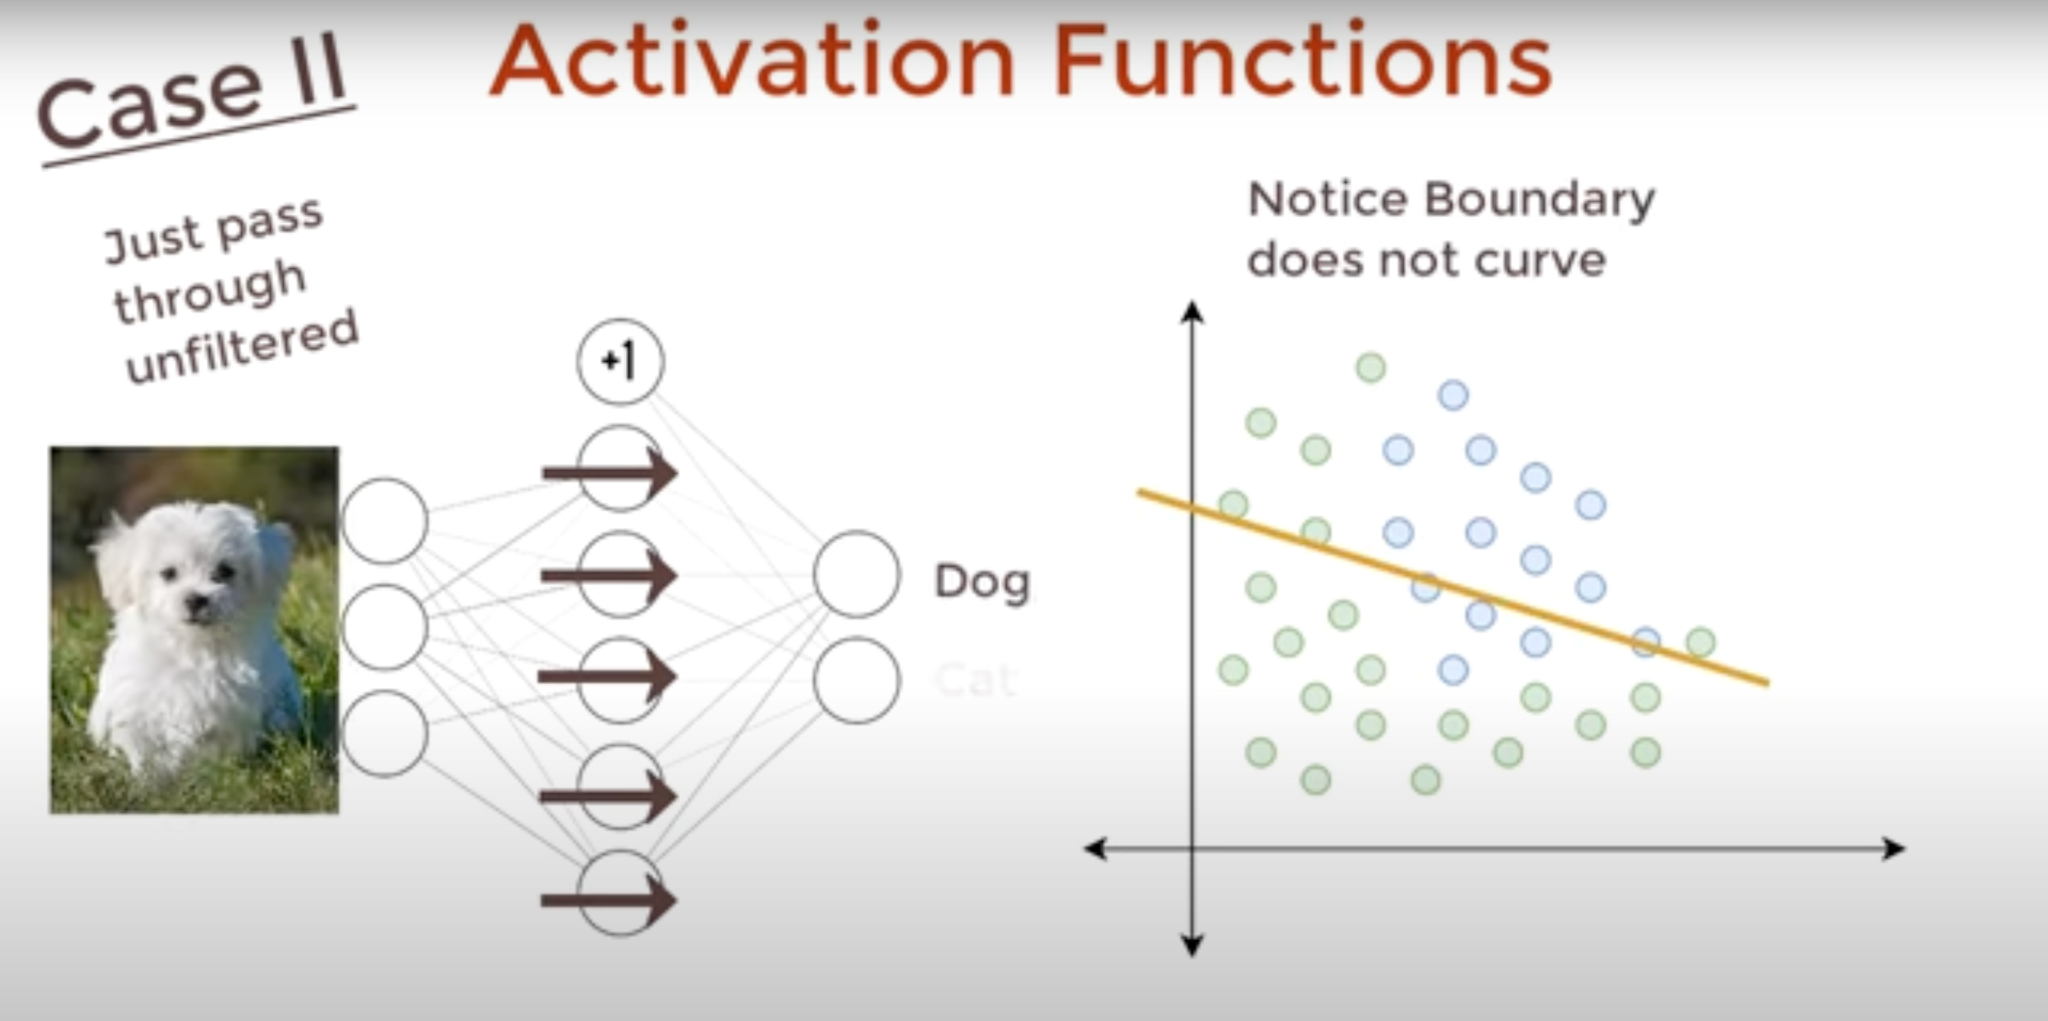 Case II
Activation Functions
Just pass
through
unfiltered
Notice Boundary
does not curve
+1
Dog
Cat